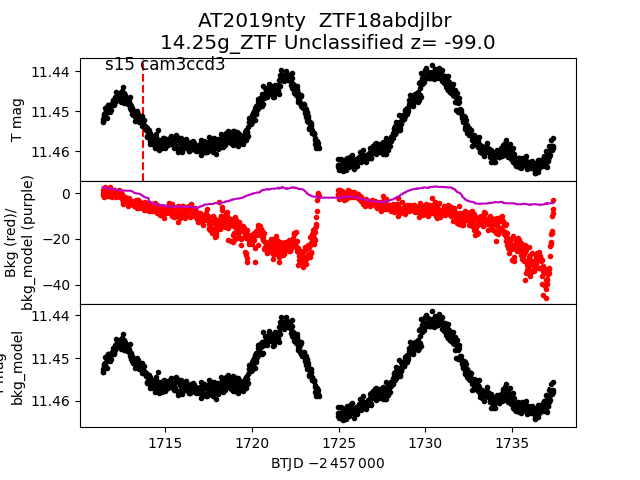 AT2019nty  ZTF18abdjlbr
14.25g_ZTF Unclassified z= -99.0
s15 cam3ccd3
11.44
11.45
11.46
T mag
0
−20
−40
Bkg (red)/
bkg_model (purple)
11.44
11.45
11.46
mag
bkg_model
1715
1720
1725
1730
1735
BTJD −2 457 000